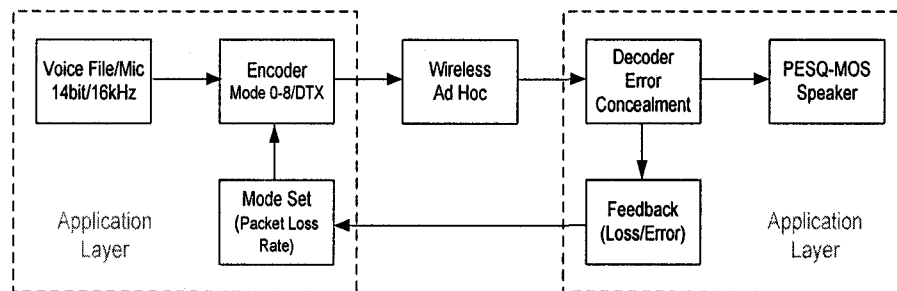 Voice File/Mic
14bit/16kHz
Encoder
Mode 0-8/DTX
Wireless
Ad Hoc
Decoder
Error
Concealment
PESQ-MOS
Speaker
Mode Set
(Packet Loss
Rate)
Feedback
(Loss/Error)
Application
Layer
Application
Layer